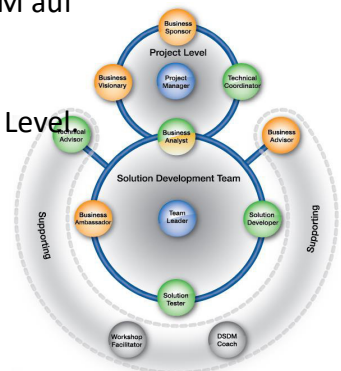 M auf
Level.
Business
Sponsor
Project Level
Business
Visionary
Project
Manager
Technical
Coordinator
Business
Analyst
Technical
Advisor
Business
Advisor
Solution Development Team
Supporting
Business
Ambassador
Team
Leader
Solution
Developer
Supporting
Solution
Tester
Workshop
Facilitator
DSDM
Coach